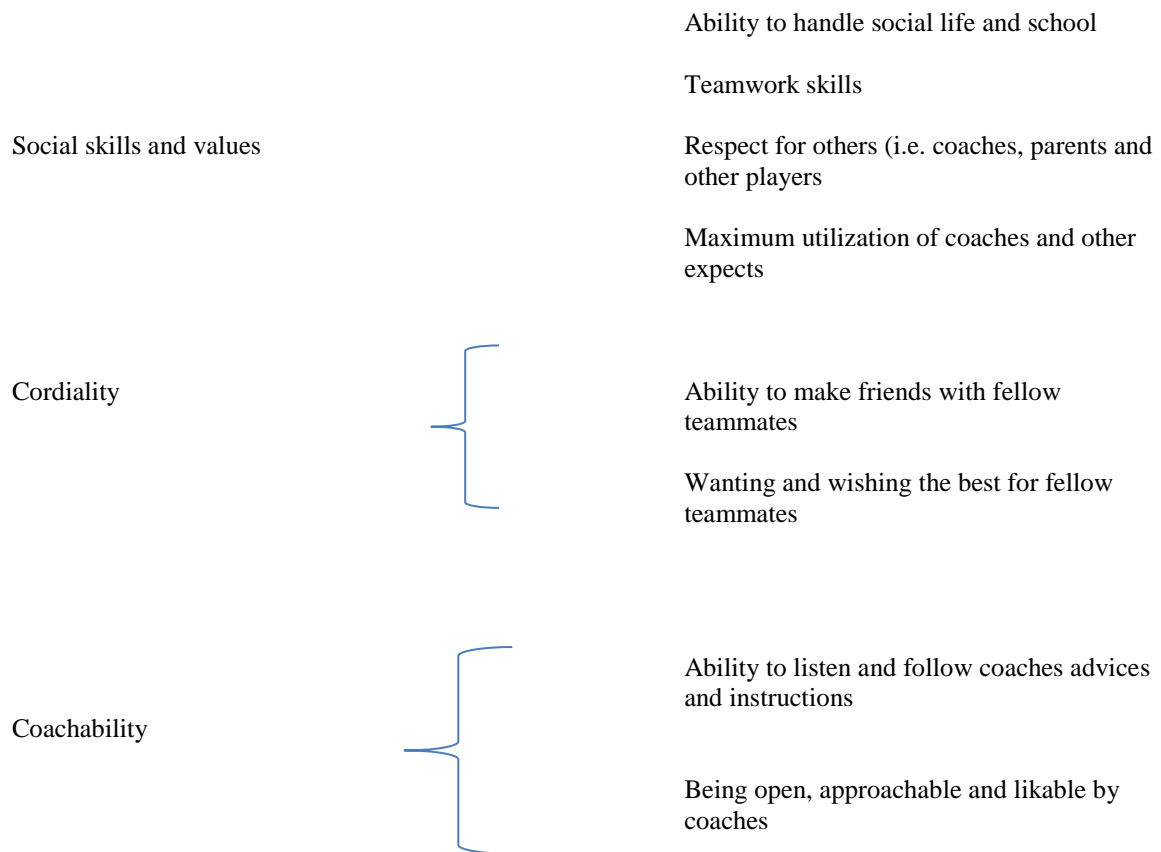 Ability to handle social life and school
Teamwork skills
Social skills and values
Respect for others (i.e. coaches, parents and
other players
Maximum utilization of coaches and other
expects
Cordiality
Ability to make friends with fellow
teammates
Wanting and wishing the best for fellow
teammates
Ability to listen and follow coaches advices
and instructions
Coachability
Being open, approachable and likable by
coaches